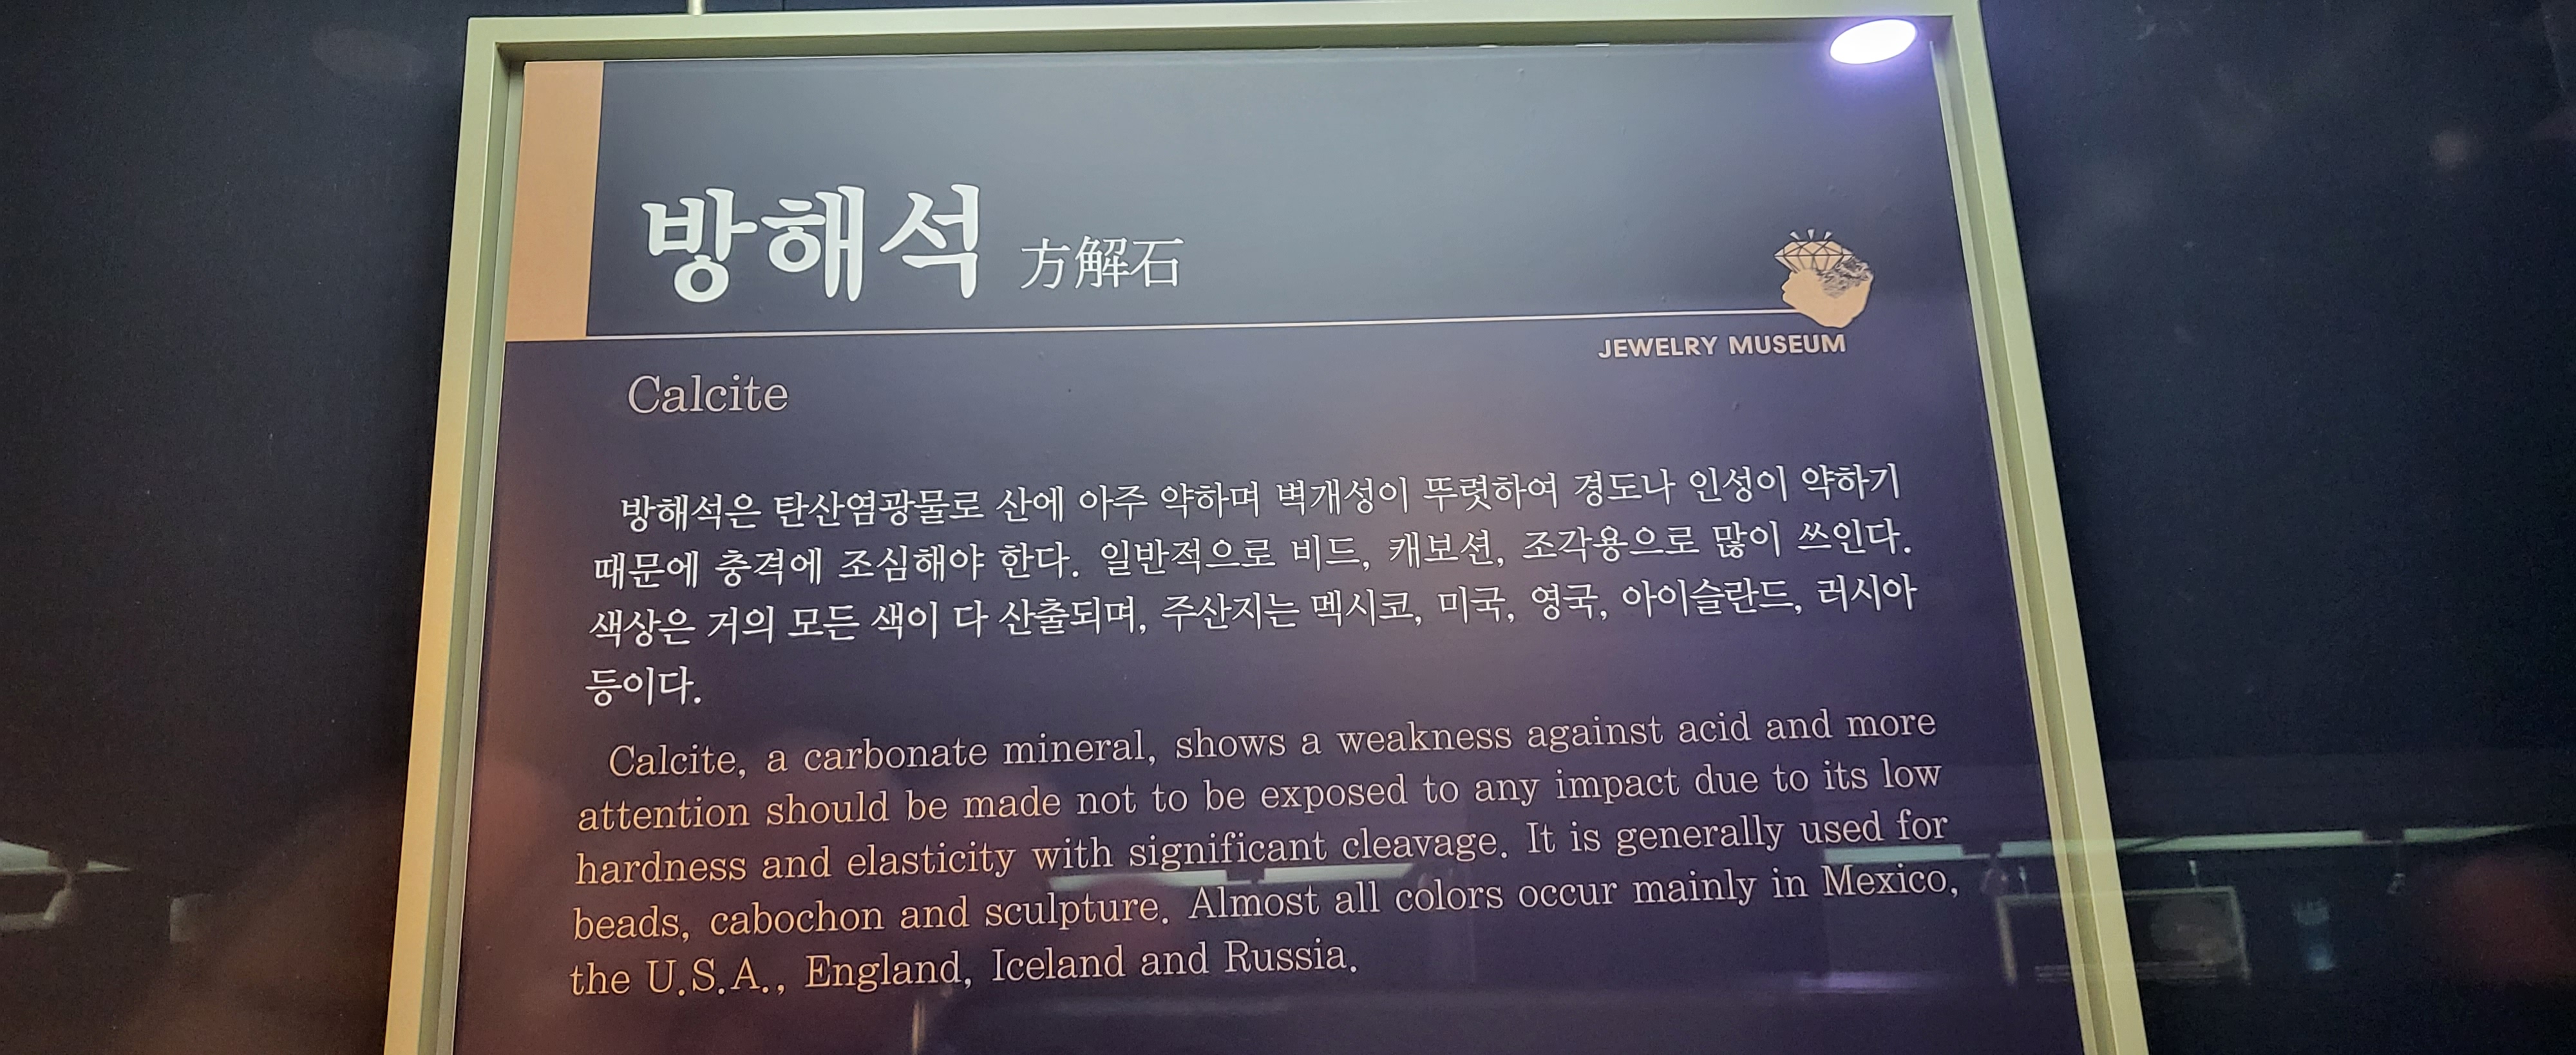 방해석 方解石
JEWELRY MUSEUM
Calcite
방해석은 탄산염광물로 산에 아주 약하며 벽개성이 뚜렷하여 경도나 인성이 약하기
때문에 충격에 조심해야 한다. 일반적으로 비드, 캐보션, 조각용으로 많이 쓰인다.
색상은 거의 모든 색이 다 산출되며, 주산지는 멕시코, 미국, 영국, 아이슬란드, 러시아
등이다.
Calcite, a carbonate mineral, shows a weakness against acid and more
attention should be made not to be exposed to any impact due to its low
hardness and elasticity with significant cleavage. It is generally used for
beads, cabochon and sculpture. Almost all colors occur mainly in Mexico,
the U.S.A., England, Iceland and Russia.